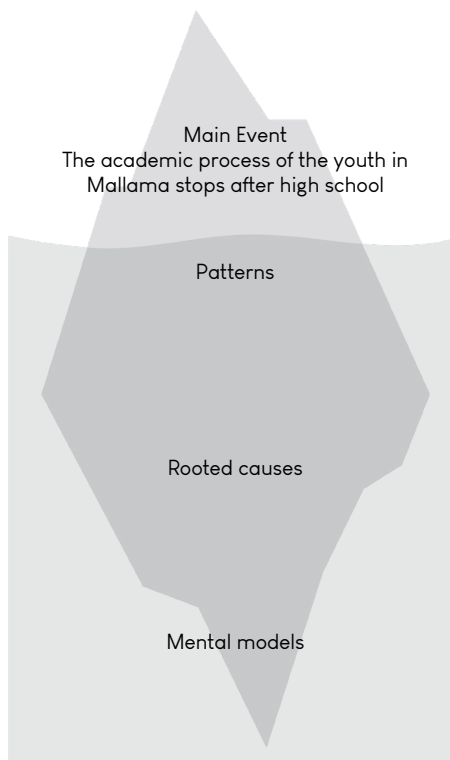 Main Event
The academic process of the youth in
Mallama stops after high school
Patterns
Rooted causes
Mental models